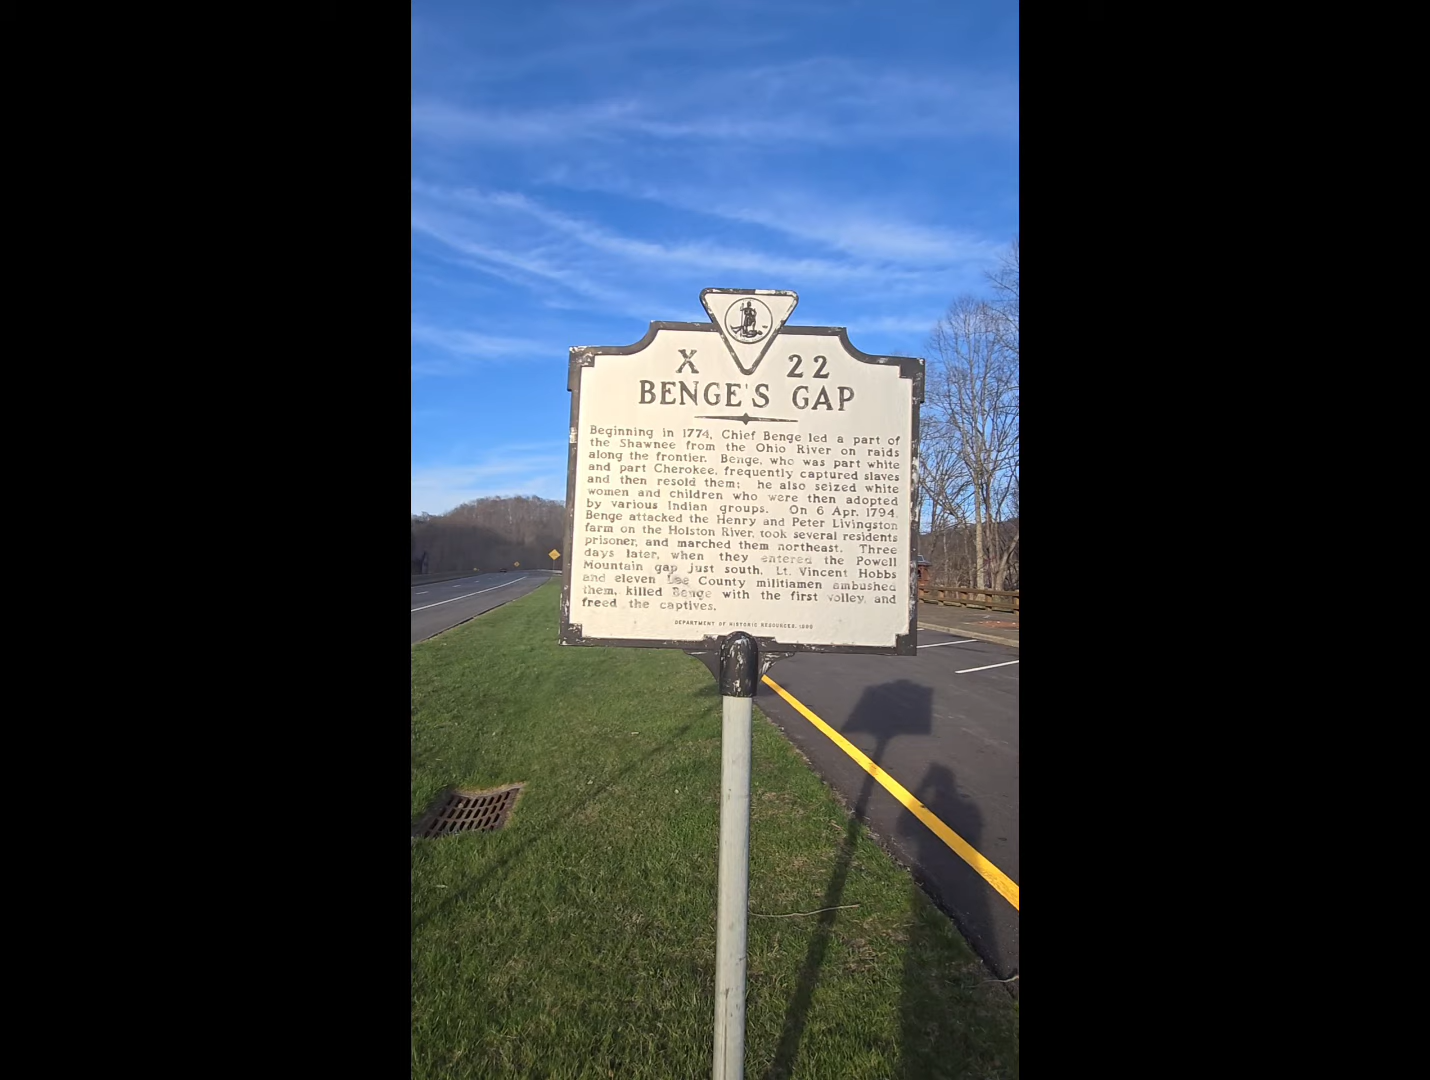 X 22
BENGE'S GAP
Beginning in 1774, Chief Benge led a part of
the Shawnee from the Ohio River on raids
along the frontier. Benge, who was part white
and part Cherokee, frequently captured slaves
and then resold them; he also seized white
women and children who were then adopted
by various Indian groups. On 6 Apr. 1794,
Benge attacked the Henry and Peter Livingston
farm on the Holston River, took several residents
prisoner, and marched them northeast. Three
days later, when they entered the Powell
Mountain gap just south, Lt. Vincent Hobbs
and eleven Lee County militiamen ambushed
them, killed Benge with the first volley, and
freed the captives.
DEPARTMENT OF HISTORIC RESOURCES,